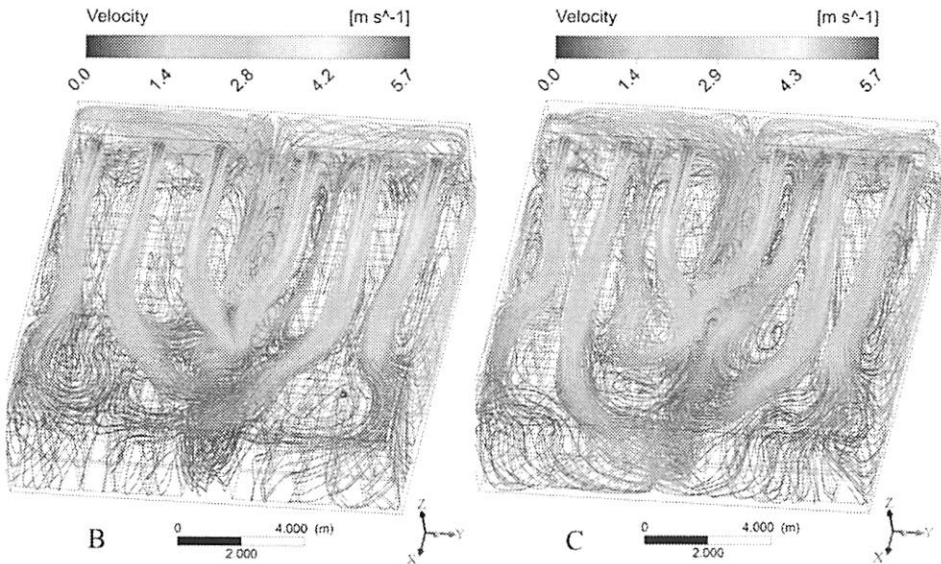 Velocity [m s^-1]
0.0 1.4 2.8 4.2 5.7
Velocity [m s^-1]
0.0 1.4 2.9 4.3 5.7
B
0 4.000 (m)
2.000
Z
Y
X
C
0 4.000 (m)
2.000
Z
Y
X